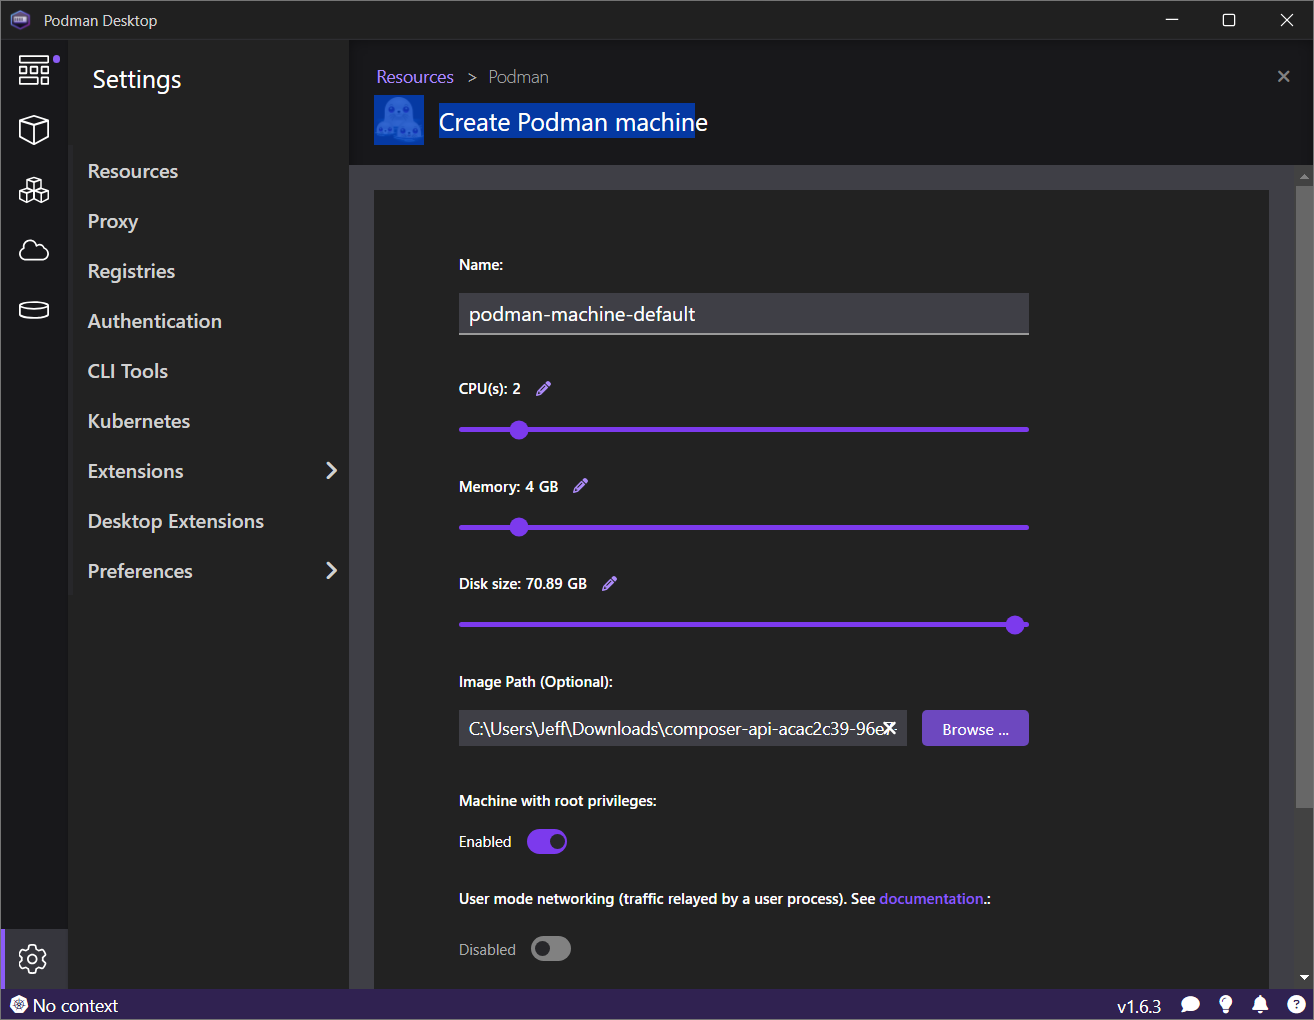 Podman Desktop
Settings
Resources
Proxy
Registries
Authentication
CLI Tools
Kubernetes
Extensions
Desktop Extensions
Preferences
Resources > Podman
Create Podman machine
Name:
podman-machine-default
CPU(s): 2
Memory: 4 GB
Disk size: 70.89 GB
Image Path (Optional):
C:\Users\Jeff\Downloads\composer-api-acac2c39-96e
Browse ...
Machine with root privileges:
Enabled
User mode networking (traffic relayed by a user process). See documentation.:
Disabled
No context
v1.6.3